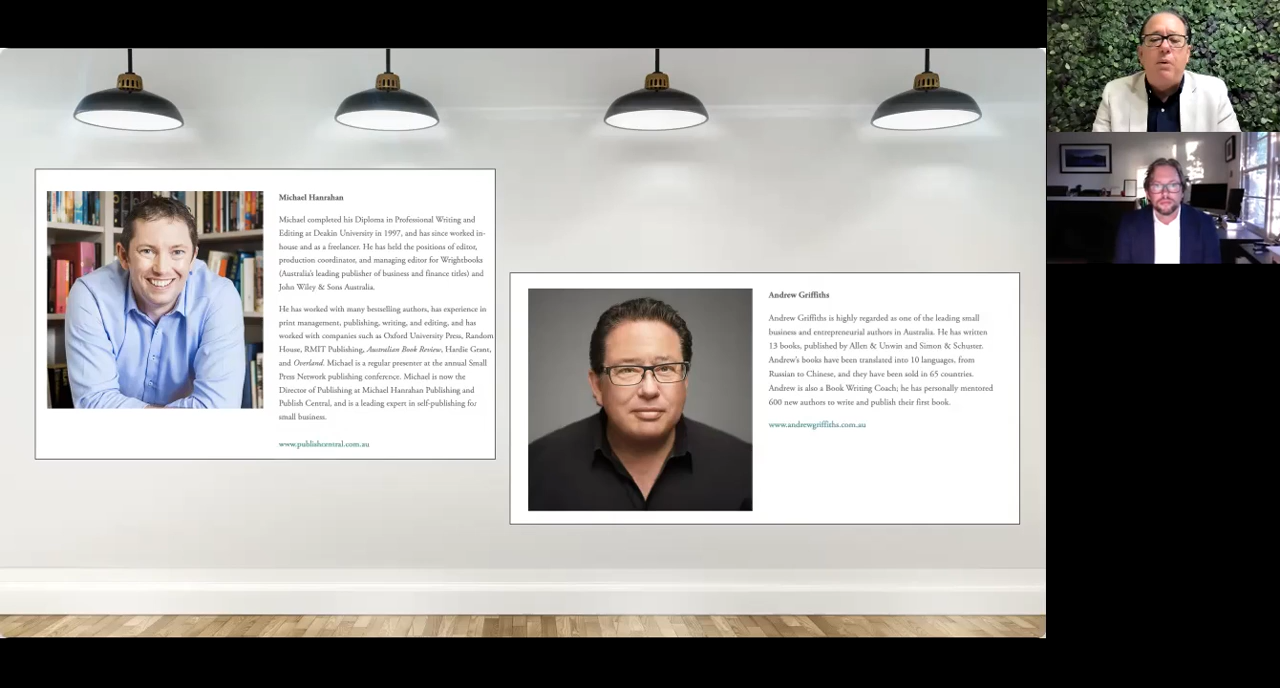 Michael Hanrahan
Michael completed his Diploma in Professional Writing and
Editing at Deakin University in 1997, and has since worked in-
house and as a freelancer. He has held the positions of editor,
production coordinator, and managing editor for Wrightbooks
(Australia's leading publisher of business and finance titles) and
John Wiley & Sons Australia.
He has worked with many bestselling authors, has experience in
print management, publishing, writing, and editing, and has
worked with companies such as Oxford University Press, Random
House, RMIT Publishing, Australian Book Review, Hardie Grant,
and Overland. Michael is a regular presenter at the annual Small
Press Network publishing conference. Michael is now the
Director of Publishing at Michael Hanrahan Publishing and
Publish Central, and is a leading expert in self-publishing for
small business.
www.publishcentral.com.au
Andrew Griffiths
Andrew Griffiths is highly regarded as one of the leading small
business and entrepreneurial authors in Australia. He has written
13 books, published by Allen & Unwin and Simon & Schuster.
Andrew's books have been translated into 10 languages, from
Russian to Chinese, and they have been sold in 65 countries.
Andrew is also a Book Writing Coach; he has personally mentored
600 new authors to write and publish their first book.
www.andrewgriffiths.com.au